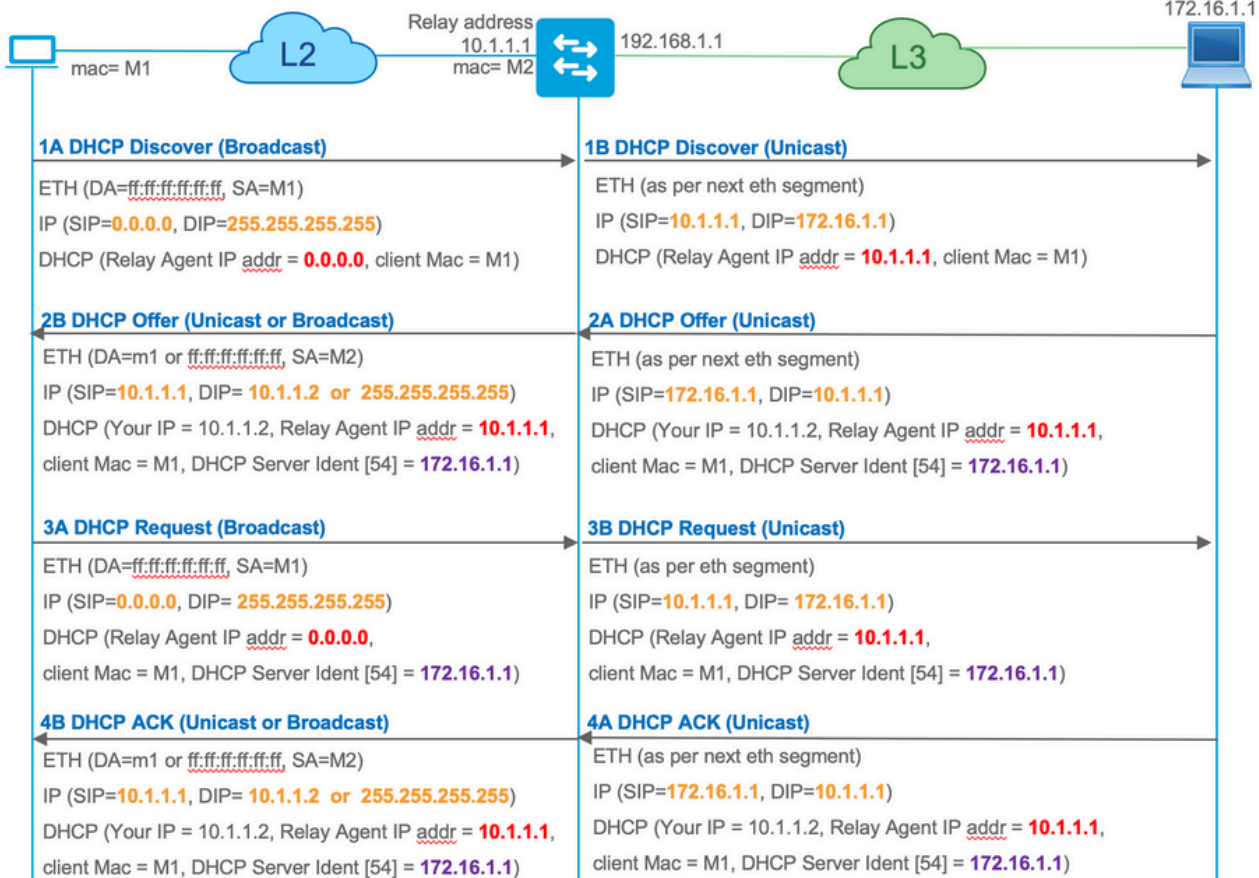 172.16.1.1
Relay address
10.1.1.1
mac= M2
192.168.1.1
L2
L3
mac= M1
1A DHCP Discover (Broadcast)
ETH (DA=ff:ff:ff:ff:ff:ff, SA=M1)
IP (SIP=0.0.0.0, DIP=255.255.255.255)
DHCP (Relay Agent IP addr = 0.0.0.0, client Mac = M1)
1B DHCP Discover (Unicast)
ETH (as per next eth segment)
IP (SIP=10.1.1.1, DIP=172.16.1.1)
DHCP (Relay Agent IP addr = 10.1.1.1, client Mac = M1)
2B DHCP Offer (Unicast or Broadcast)
ETH (DA=m1 or ff:ff:ff:ff:ff:ff, SA=M2)
IP (SIP=10.1.1.1, DIP= 10.1.1.2 or 255.255.255.255)
DHCP (Your IP = 10.1.1.2, Relay Agent IP addr = 10.1.1.1,
client Mac = M1, DHCP Server Ident [54] = 172.16.1.1)
2A DHCP Offer (Unicast)
ETH (as per next eth segment)
IP (SIP=172.16.1.1, DIP=10.1.1.1)
DHCP (Your IP = 10.1.1.2, Relay Agent IP addr = 10.1.1.1,
client Mac = M1, DHCP Server Ident [54] = 172.16.1.1)
3A DHCP Request (Broadcast)
ETH (DA=ff:ff:ff:ff:ff:ff, SA=M1)
IP (SIP=0.0.0.0, DIP= 255.255.255.255)
DHCP (Relay Agent IP addr = 0.0.0.0,
client Mac = M1, DHCP Server Ident [54] = 172.16.1.1)
3B DHCP Request (Unicast)
ETH (as per eth segment)
IP (SIP=10.1.1.1, DIP= 172.16.1.1)
DHCP (Relay Agent IP addr = 10.1.1.1,
client Mac = M1, DHCP Server Ident [54] = 172.16.1.1)
4B DHCP ACK (Unicast or Broadcast)
ETH (DA=m1 or ff:ff:ff:ff:ff:ff, SA=M2)
IP (SIP=10.1.1.1, DIP= 10.1.1.2 or 255.255.255.255)
DHCP (Your IP = 10.1.1.2, Relay Agent IP addr = 10.1.1.1,
client Mac = M1, DHCP Server Ident [54] = 172.16.1.1)
4A DHCP ACK (Unicast)
ETH (as per next eth segment)
IP (SIP=172.16.1.1, DIP=10.1.1.1)
DHCP (Your IP = 10.1.1.2, Relay Agent IP addr = 10.1.1.1,
client Mac = M1, DHCP Server Ident [54] = 172.16.1.1)